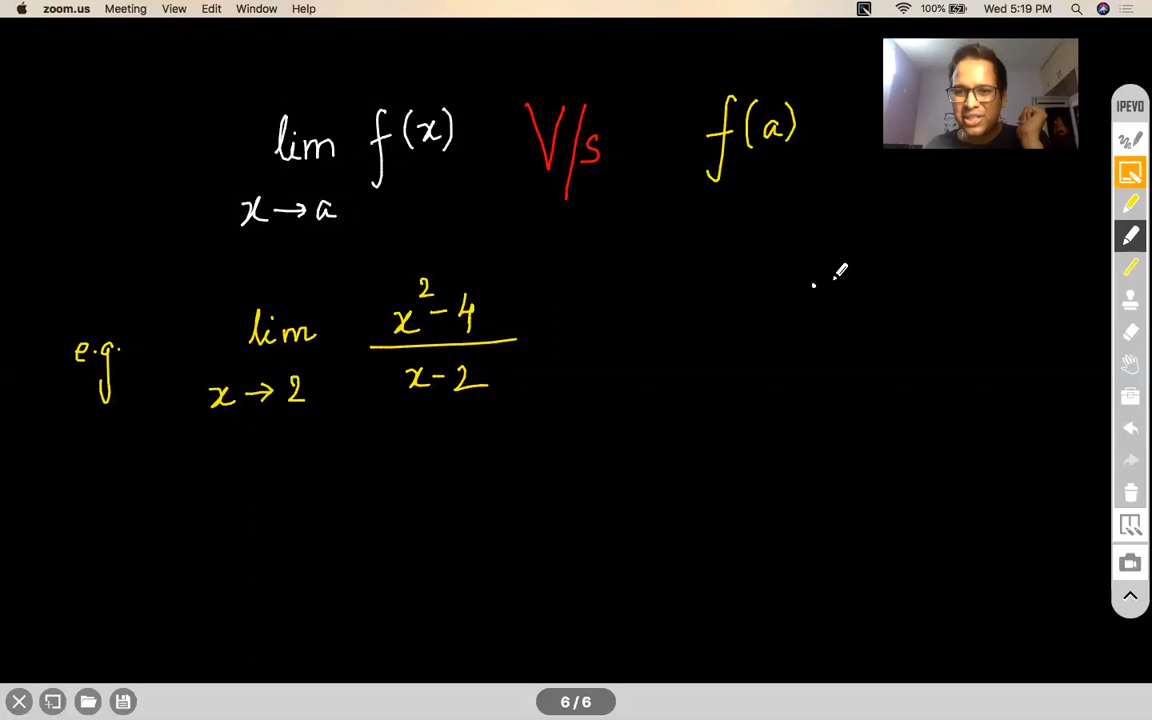 zoom.us Meeting View Edit Window Help 100% Wed 5:19 PM
IPEVO
lim f(x) V/s f(a)
x→a
e.g. lim x²-4
x→2 x-2
6/6